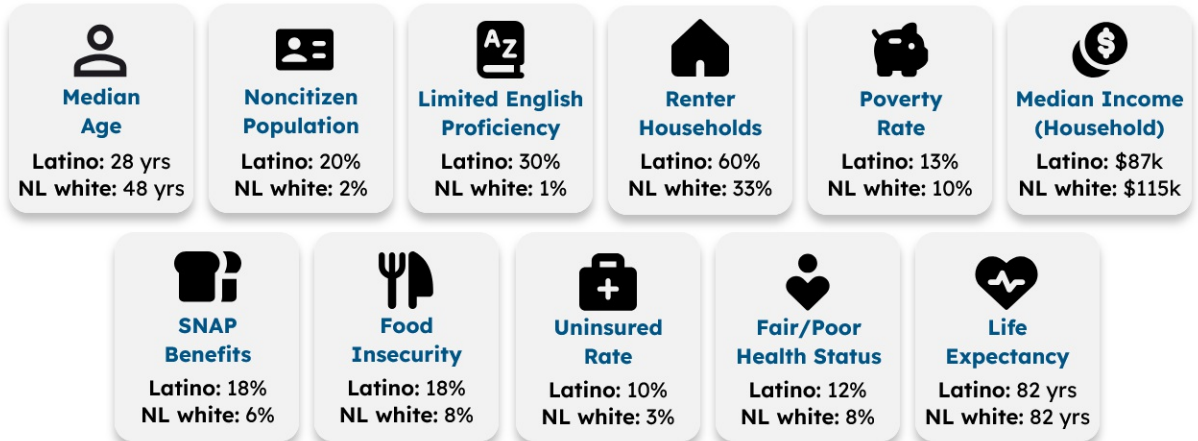 A Z
Median
Age
Latino: 28 yrs
NL white: 48 yrs
Noncitizen
Population
Latino: 20%
NL white: 2%
Limited English
Proficiency
Latino: 30%
NL white: 1%
Renter
Households
Latino: 60%
NL white: 33%
Poverty
Rate
Latino: 13%
NL white: 10%
$
Median Income
(Household)
Latino: $87k
NL white: $115k
SNAP
Benefits
Latino: 18%
NL white: 6%
Food
Insecurity
Latino: 18%
NL white: 8%
Uninsured
Rate
Latino: 10%
NL white: 3%
Fair/Poor
Health Status
Latino: 12%
NL white: 8%
Life
Expectancy
Latino: 82 yrs
NL white: 82 yrs